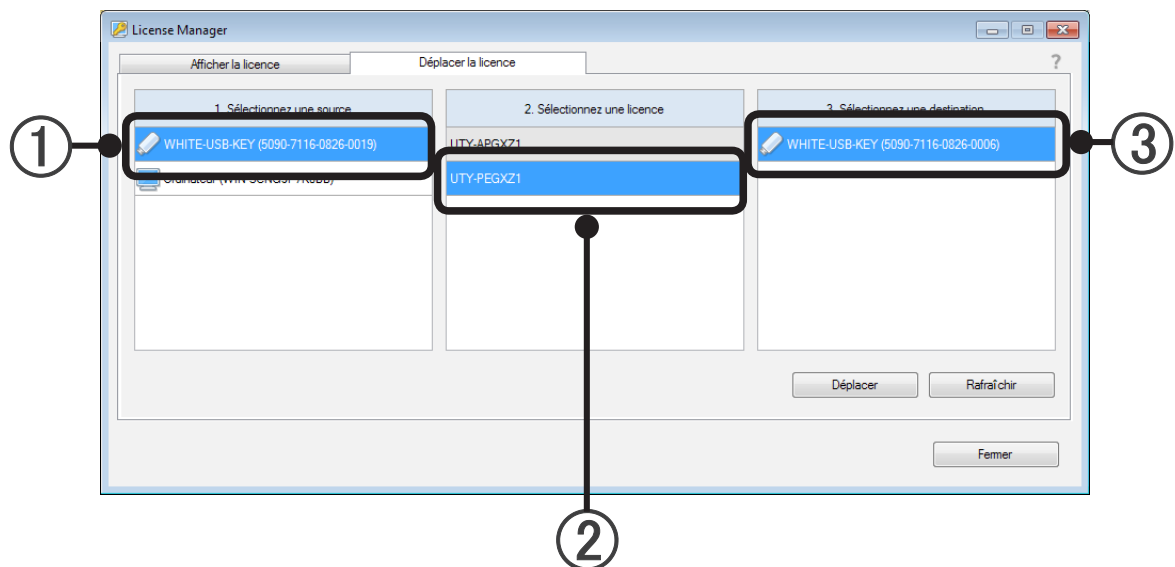 License Manager
Afficher la licence
Déplacer la licence
?
1. Sélectionnez une source
2. Sélectionnez une licence
3. Sélectionnez une destination
WHITE-USB-KEY (5090-7116-0826-0019)
UTY-APGXZ1
WHITE-USB-KEY (5090-7116-0826-0006)
Ordinateur
UTY-PEGXZ1
1
3
Déplacer
Rafraîchir
Fermer
2